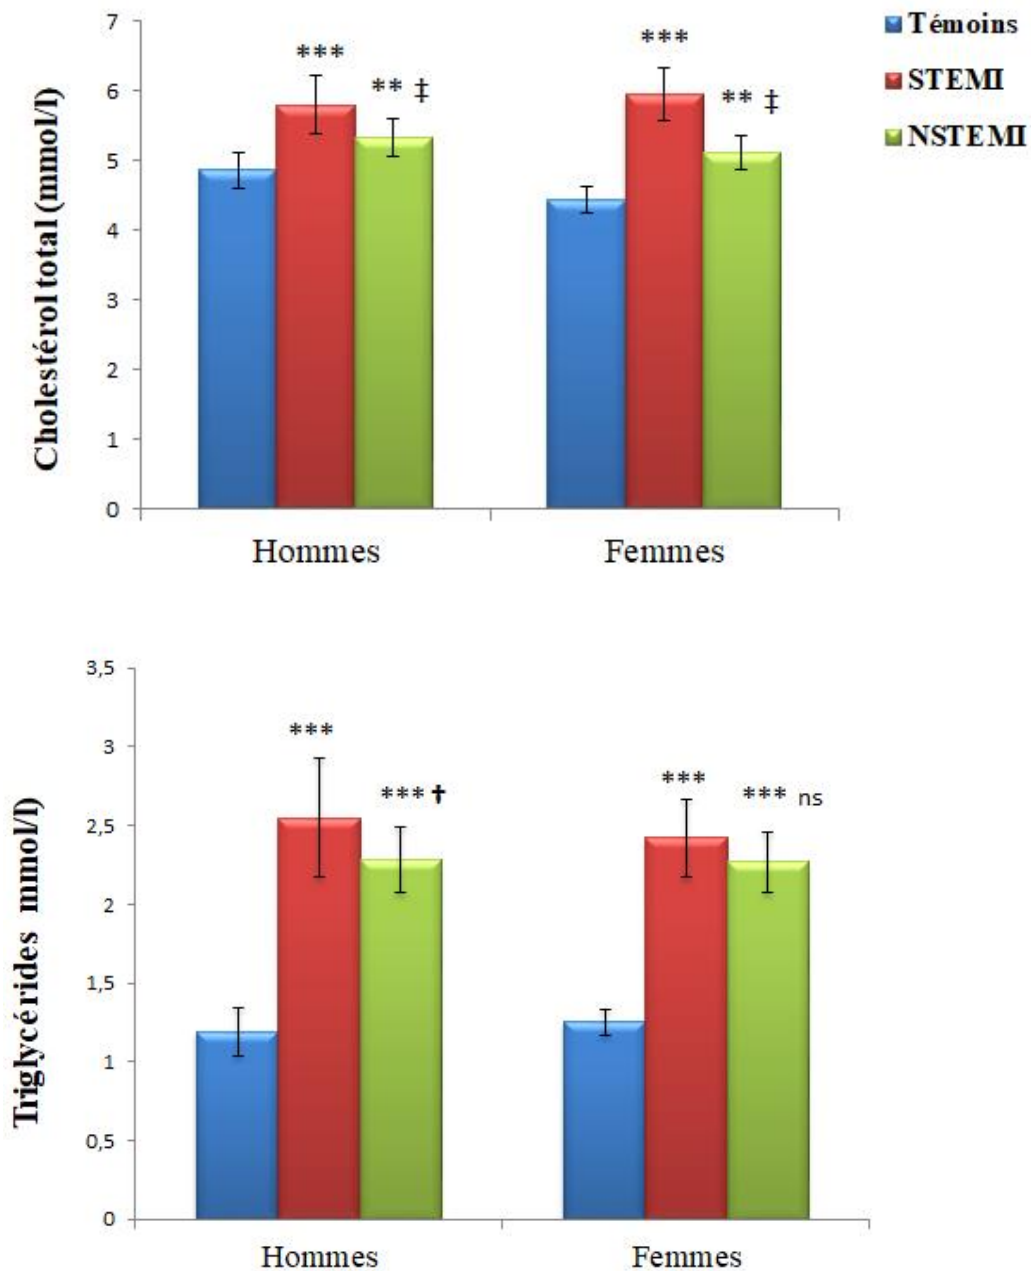 Cholestérol total (mmol/l)
7
6
5
4
3
2
1
0
***
** ‡
***
** ‡
Hommes
Femmes
Témoins
STEMI
NSTEMI
Triglycérides mmol/l)
3,5
3
2,5
2
1,5
1
0,5
0
***
*** †
***
*** ns
Hommes
Femmes